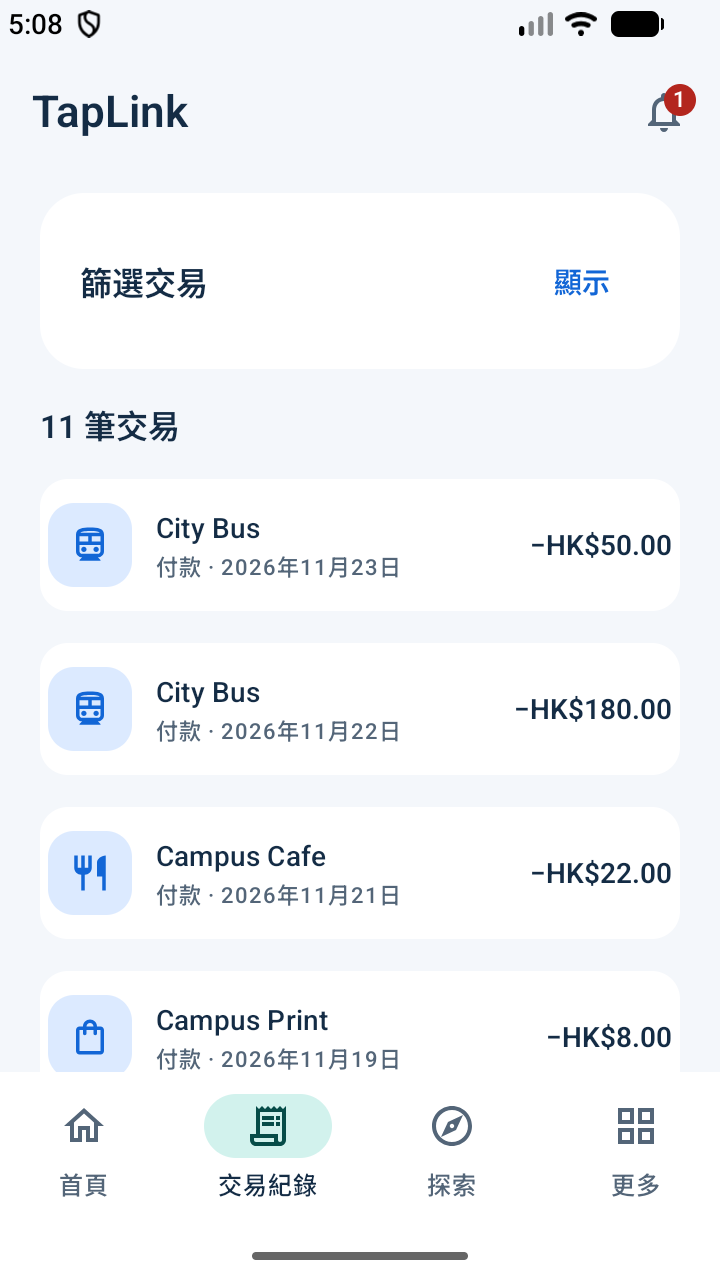 5:08
TapLink
1
篩選交易
顯示
11 筆交易
City Bus
付款 · 2026年11月23日
−HK$50.00
City Bus
付款 · 2026年11月22日
−HK$180.00
Campus Cafe
付款 · 2026年11月21日
−HK$22.00
Campus Print
付款 · 2026年11月19日
−HK$8.00
首頁
交易紀錄
探索
更多